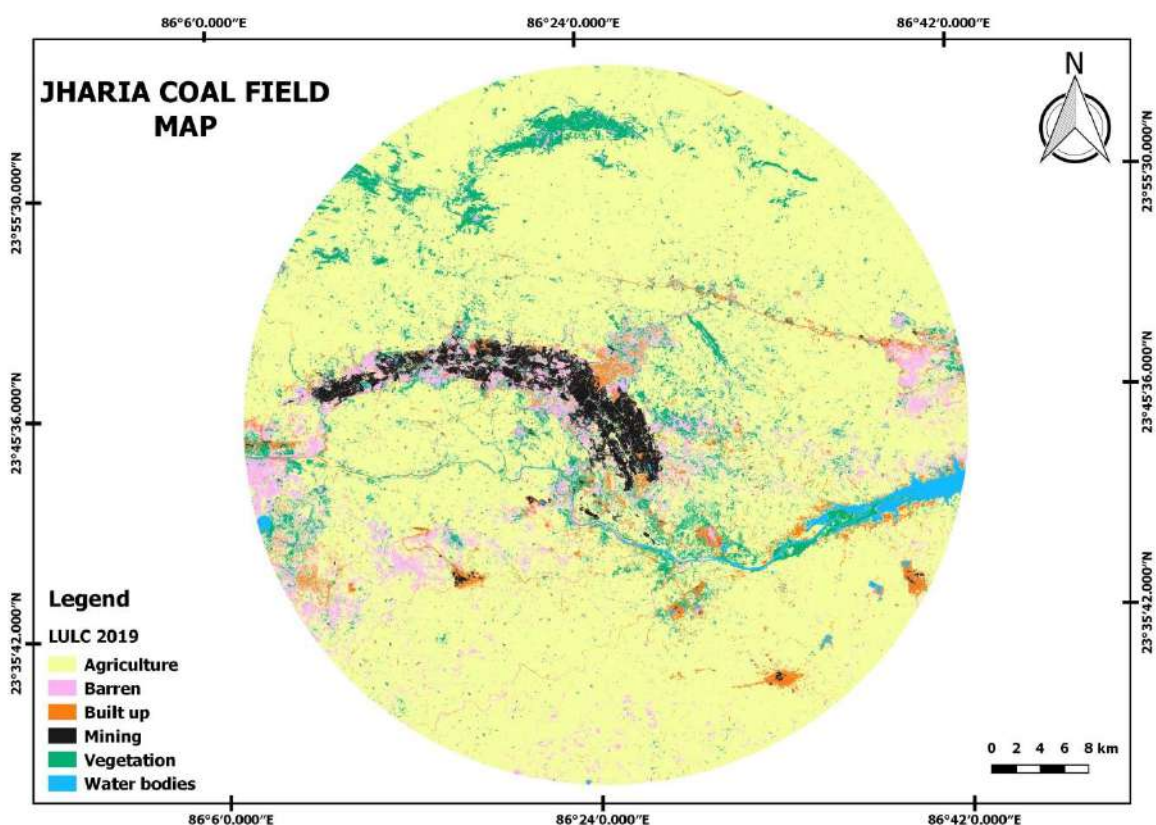 86°6′0.000″E
86°24′0.000″E
86°42′0.000″E
JHARIA COAL FIELD
MAP
N
23°55′30.000″N
23°55′30.000″N
23°45′36.000″N
23°45′36.000″N
23°35′42.000″N
23°35′42.000″N
Legend
LULC 2019
Agriculture
Barren
Built up
Mining
Vegetation
Water bodies
0 2 4 6 8 km
86°6′0.000″E
86°24′0.000″E
86°42′0.000″E